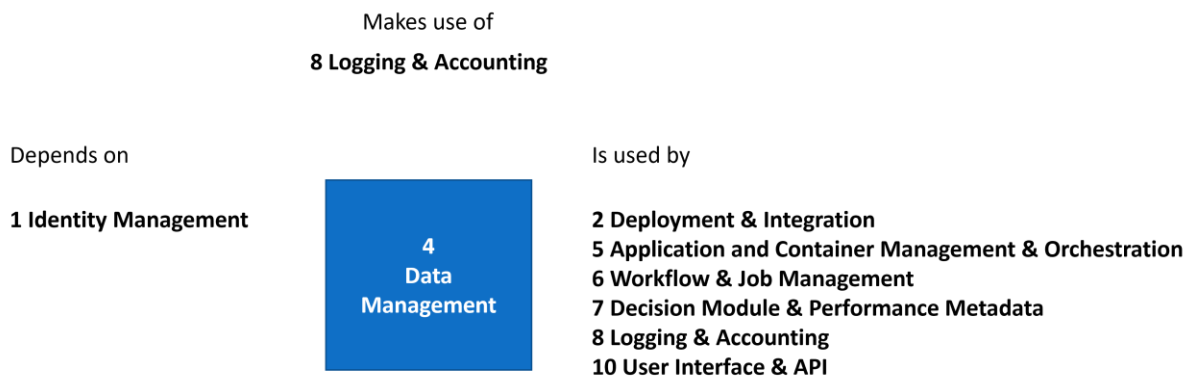 Makes use of
8 Logging & Accounting
Depends on
1 Identity Management
4
Data
Management
Is used by
2 Deployment & Integration
5 Application and Container Management & Orchestration
6 Workflow & Job Management
7 Decision Module & Performance Metadata
8 Logging & Accounting
10 User Interface & API